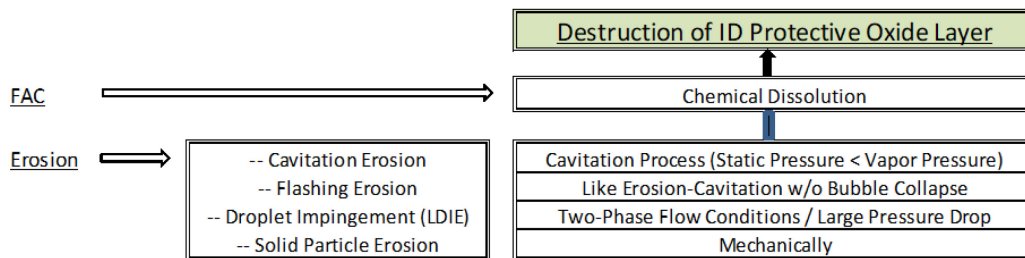 Destruction of ID Protective Oxide Layer
FAC
Chemical Dissolution
Erosion
-- Cavitation Erosion
Cavitation Process (Static Pressure < Vapor Pressure)
-- Flashing Erosion
Like Erosion-Cavitation w/o Bubble Collapse
-- Droplet Impingement (LDIE)
Two-Phase Flow Conditions / Large Pressure Drop
-- Solid Particle Erosion
Mechanically